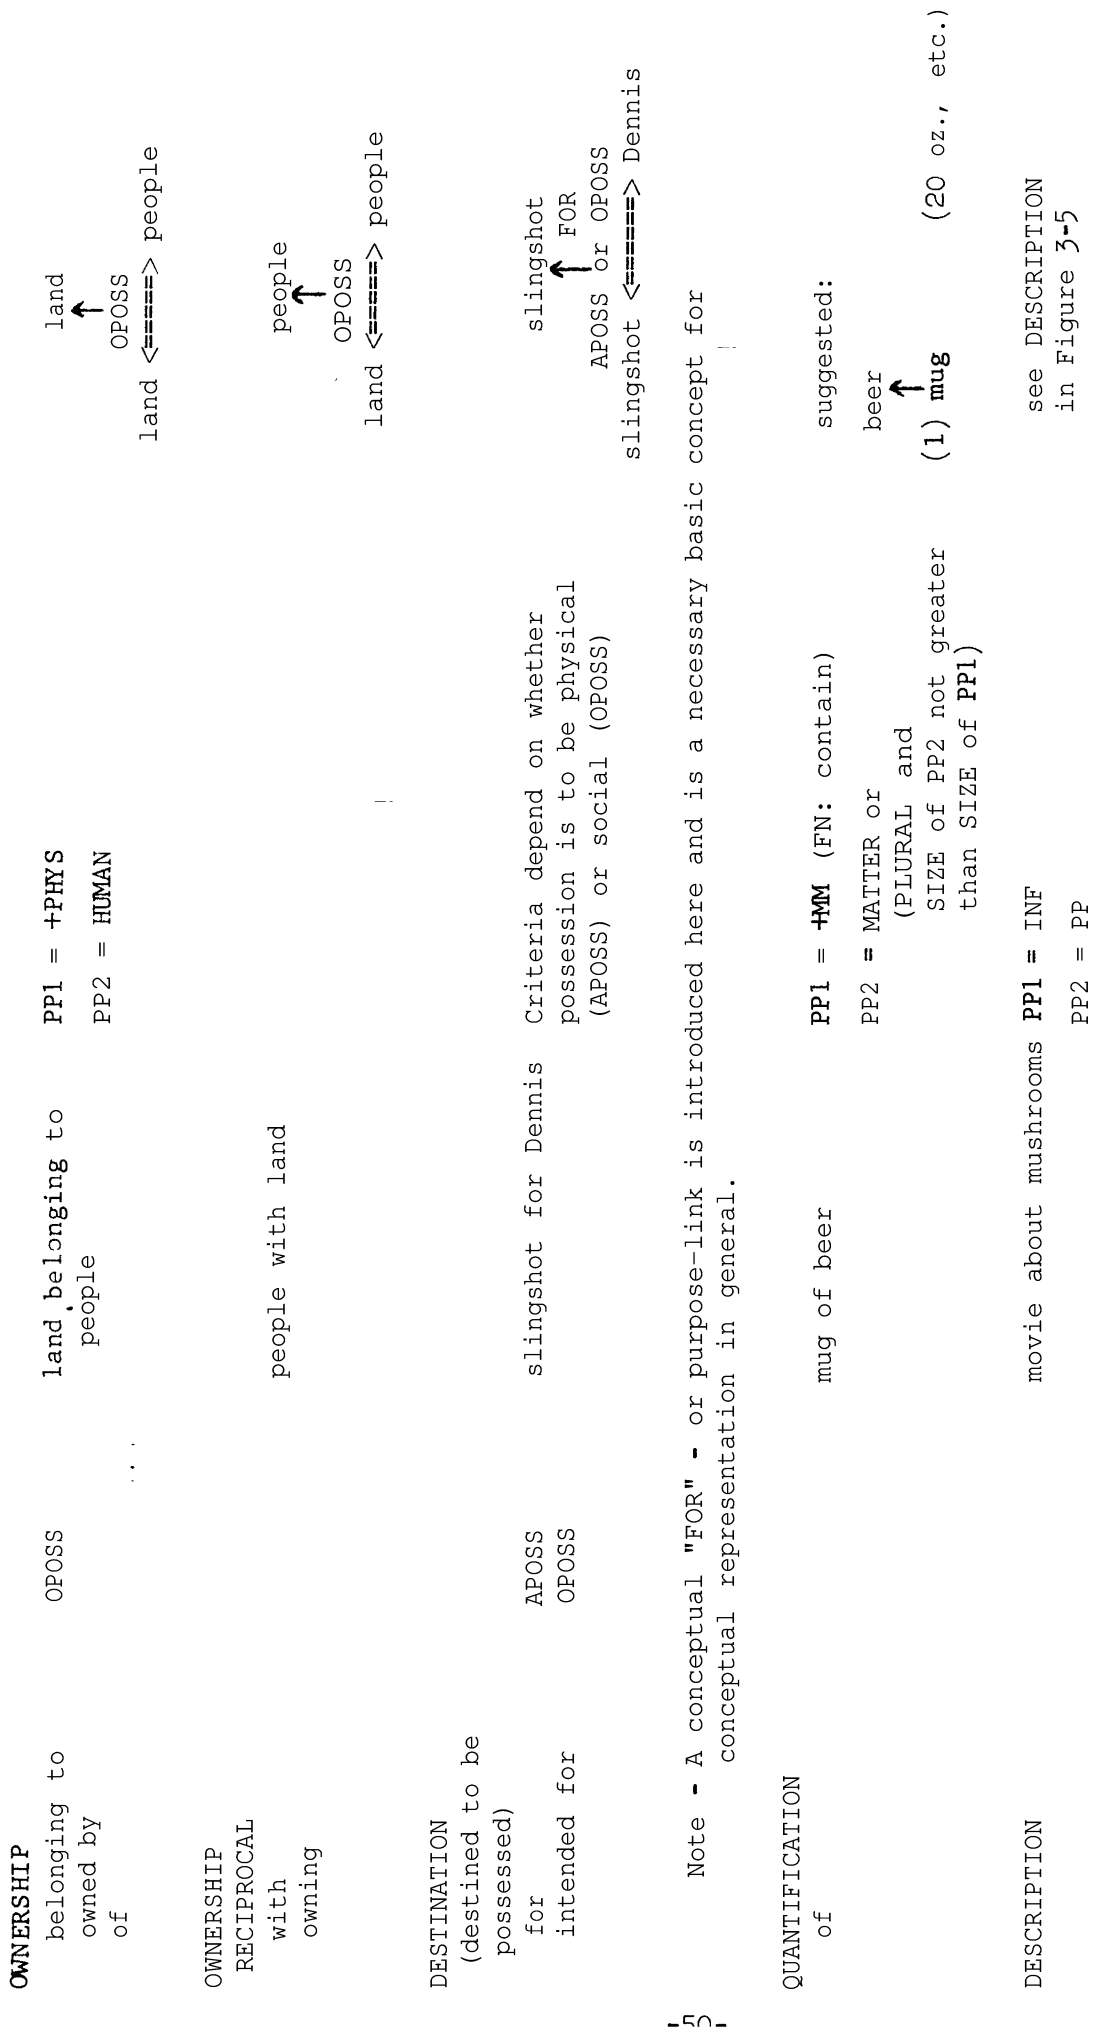 OWNERSHIP
belonging to OPOSS land belonging to PP1 = +PHYS land
owned by people ↑
of PP2 = HUMAN OPOSS
land <=====> people
OWNERSHIP
RECIPROCAL
with people with land people
owning ↑
OPOSS
land <=====> people
DESTINATION
(destined to be
possessed)
for APOSS slingshot for Dennis Criteria depend on whether slingshot
intended for OPOSS possession is to be physical ↑ FOR
(APOSS) or social (OPOSS) APOSS or OPOSS
slingshot <======> Dennis
Note - A conceptual "FOR" - or purpose-link is introduced here and is a necessary basic concept for
conceptual representation in general.
QUANTIFICATION
of mug of beer PP1 = +MM (FN: contain) suggested:
PP2 = MATTER or beer
(PLURAL and ↑
SIZE of PP2 not greater (1) mug (20 oz., etc.)
than SIZE of PP1)
DESCRIPTION movie about mushrooms PP1 = INF see DESCRIPTION
in Figure 3-5
PP2 = PP
-50-